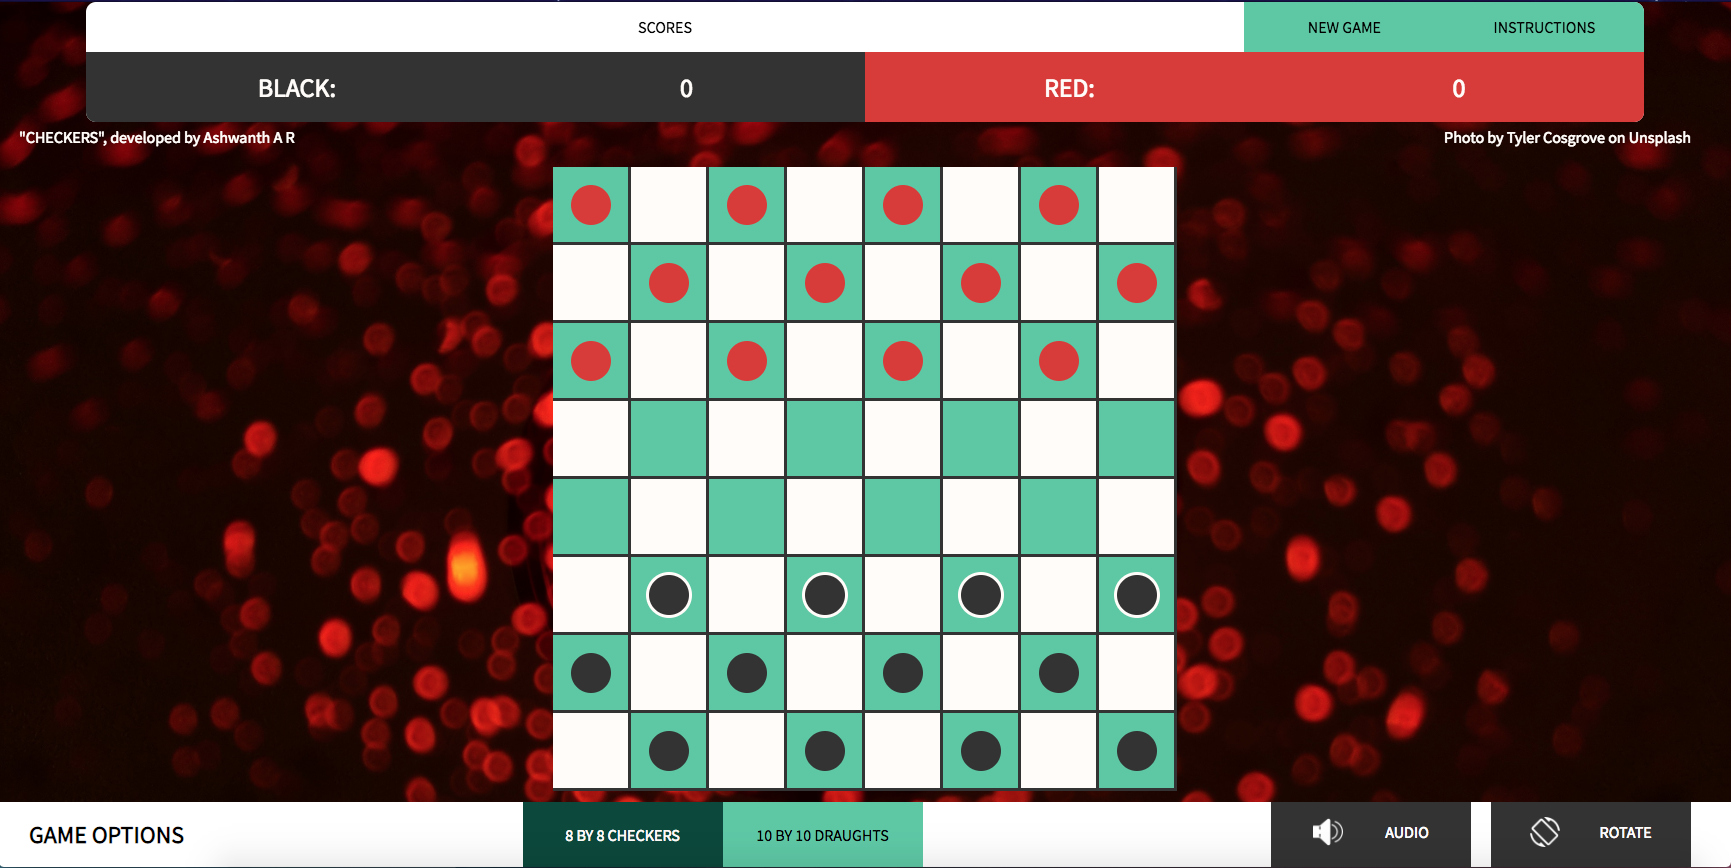 SCORES
NEW GAME
INSTRUCTIONS
BLACK:
0
RED:
0
"CHECKERS", developed by Ashwanth A R
Photo by Tyler Cosgrove on Unsplash
GAME OPTIONS
8 BY 8 CHECKERS
10 BY 10 DRAUGHTS
AUDIO
ROTATE